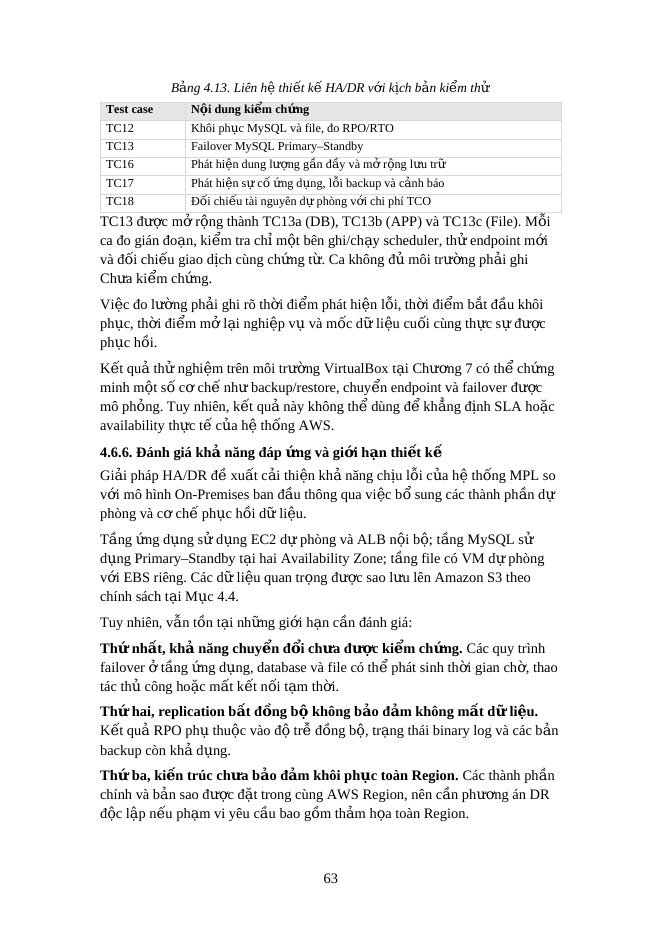 Bảng 4.13. Liên hệ thiết kế HA/DR với kịch bản kiểm thử
Test case Nội dung kiểm chứng
TC12 Khôi phục MySQL và file, đo RPO/RTO
TC13 Failover MySQL Primary–Standby
TC16 Phát hiện dung lượng gần đầy và mở rộng lưu trữ
TC17 Phát hiện sự cố ứng dụng, lỗi backup và cảnh báo
TC18 Đối chiếu tài nguyên dự phòng với chi phí TCO
TC13 được mở rộng thành TC13a (DB), TC13b (APP) và TC13c (File). Mỗi
ca đo gián đoạn, kiểm tra chỉ một bên ghi/chạy scheduler, thử endpoint mới
và đối chiếu giao dịch cùng chứng từ. Ca không đủ môi trường phải ghi
Chưa kiểm chứng.
Việc đo lường phải ghi rõ thời điểm phát hiện lỗi, thời điểm bắt đầu khôi
phục, thời điểm mở lại nghiệp vụ và mốc dữ liệu cuối cùng thực sự được
phục hồi.
Kết quả thử nghiệm trên môi trường VirtualBox tại Chương 7 có thể chứng
minh một số cơ chế như backup/restore, chuyển endpoint và failover được
mô phỏng. Tuy nhiên, kết quả này không thể dùng để khẳng định SLA hoặc
availability thực tế của hệ thống AWS.
4.6.6. Đánh giá khả năng đáp ứng và giới hạn thiết kế
Giải pháp HA/DR đề xuất cải thiện khả năng chịu lỗi của hệ thống MPL so
với mô hình On-Premises ban đầu thông qua việc bổ sung các thành phần dự
phòng và cơ chế phục hồi dữ liệu.
Tầng ứng dụng sử dụng EC2 dự phòng và ALB nội bộ; tầng MySQL sử
dụng Primary–Standby tại hai Availability Zone; tầng file có VM dự phòng
với EBS riêng. Các dữ liệu quan trọng được sao lưu lên Amazon S3 theo
chính sách tại Mục 4.4.
Tuy nhiên, vẫn tồn tại những giới hạn cần đánh giá:
Thứ nhất, khả năng chuyển đổi chưa được kiểm chứng. Các quy trình
failover ở tầng ứng dụng, database và file có thể phát sinh thời gian chờ, thao
tác thủ công hoặc mất kết nối tạm thời.
Thứ hai, replication bất đồng bộ không bảo đảm không mất dữ liệu.
Kết quả RPO phụ thuộc vào độ trễ đồng bộ, trạng thái binary log và các bản
backup còn khả dụng.
Thứ ba, kiến trúc chưa bảo đảm khôi phục toàn Region. Các thành phần
chính và bản sao được đặt trong cùng AWS Region, nên cần phương án DR
độc lập nếu phạm vi yêu cầu bao gồm thảm họa toàn Region.
63